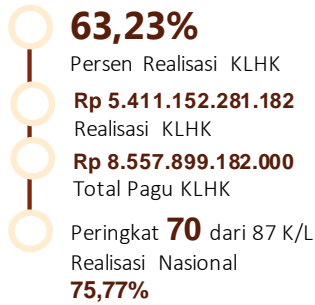 63,23%
Persen Realisasi KLHK
Rp 5.411.152.281.182
Realisasi KLHK
Rp 8.557.899.182.000
Total Pagu KLHK
Peringkat 70 dari 87 K/L
Realisasi Nasional
75,77%